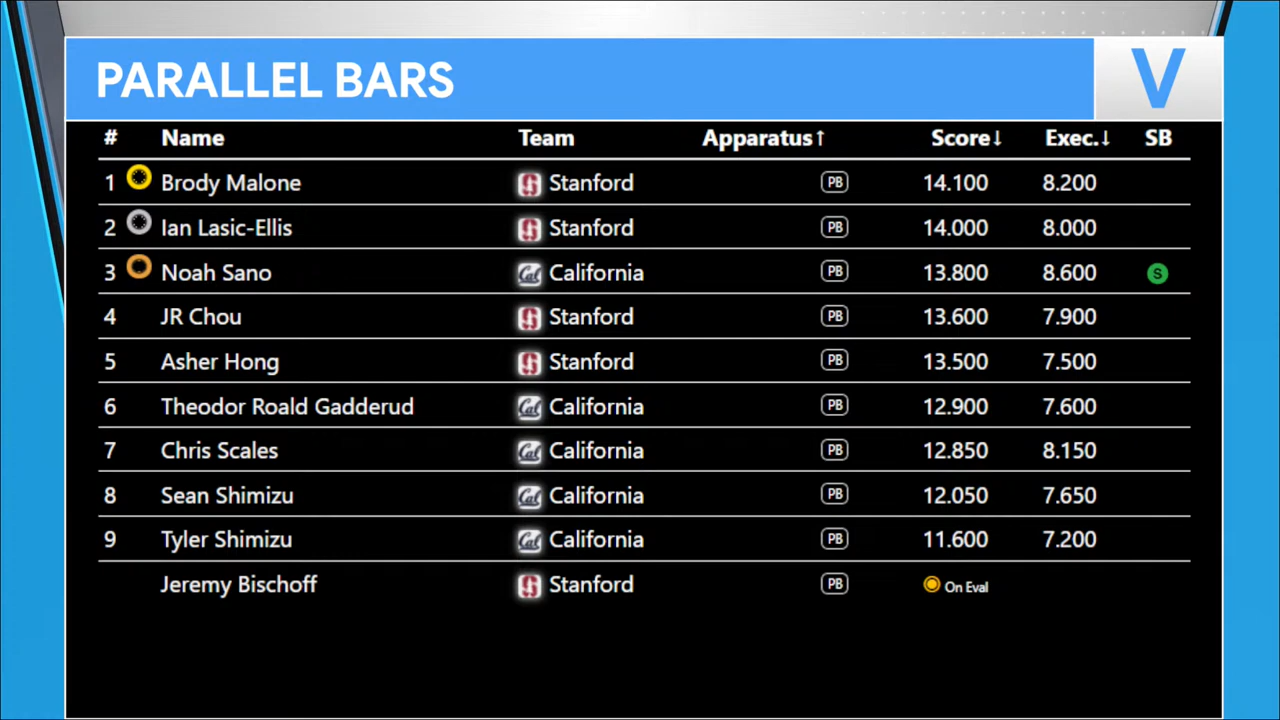 PARALLEL BARS V
# Name Team Apparatus↑ Score↓ Exec.↓ SB
1 Brody Malone S Stanford PB 14.100 8.200
2 Ian Lasic-Ellis S Stanford PB 14.000 8.000
3 Noah Sano Cal California PB 13.800 8.600 S
4 JR Chou S Stanford PB 13.600 7.900
5 Asher Hong S Stanford PB 13.500 7.500
6 Theodor Roald Gadderud Cal California PB 12.900 7.600
7 Chris Scales Cal California PB 12.850 8.150
8 Sean Shimizu Cal California PB 12.050 7.650
9 Tyler Shimizu Cal California PB 11.600 7.200
Jeremy Bischoff S Stanford PB On Eval